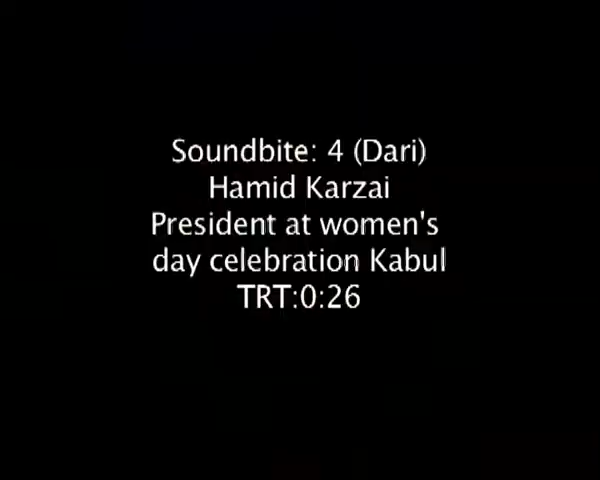 Soundbite: 4 (Dari)
Hamid Karzai
President at women's
day celebration Kabul
TRT:0:26